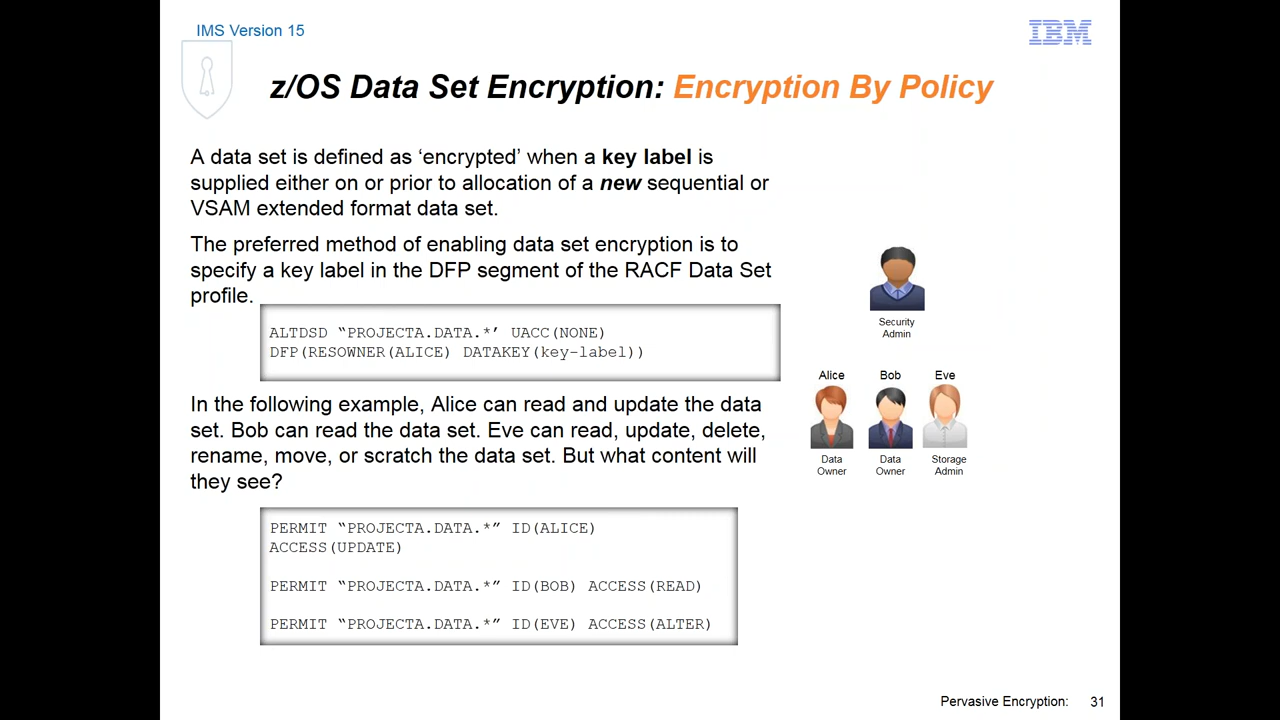 IMS Version 15
IBM
z/OS Data Set Encryption: Encryption By Policy
A data set is defined as ‘encrypted’ when a key label is
supplied either on or prior to allocation of a new sequential or
VSAM extended format data set.
The preferred method of enabling data set encryption is to
specify a key label in the DFP segment of the RACF Data Set
profile.
ALTDSD “PROJECTA.DATA.*’ UACC(NONE)
DFP(RESOWNER(ALICE) DATAKEY(key-label))
In the following example, Alice can read and update the data
set. Bob can read the data set. Eve can read, update, delete,
rename, move, or scratch the data set. But what content will
they see?
PERMIT “PROJECTA.DATA.*” ID(ALICE)
ACCESS(UPDATE)
PERMIT “PROJECTA.DATA.*” ID(BOB) ACCESS(READ)
PERMIT “PROJECTA.DATA.*” ID(EVE) ACCESS(ALTER)
Security
Admin
Alice Bob Eve
Data Data Storage
Owner Owner Admin
Pervasive Encryption: 31